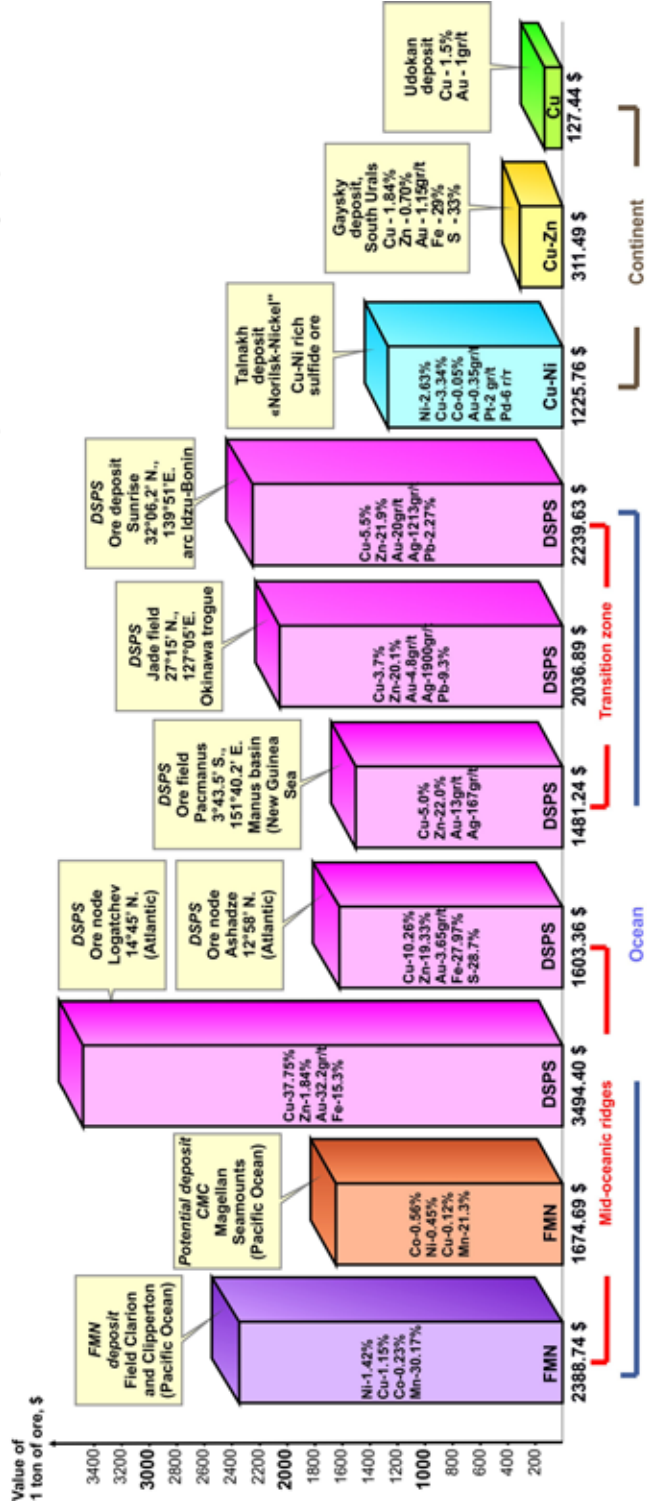 Value of
1 ton of ore, $
3400
3200
3000
2800
2600
2400
2200
2000
1800
1600
1400
1200
1000
800
600
400
200
FMN
deposit
Field Clarion
and Clipperton
(Pacific Ocean)
Ni-1.42%
Cu-1.15%
Co-0.23%
Mn-30.17%
FMN
2388.74 $
Potential deposit
CMC
Magellan
Seamounts
(Pacific Ocean)
Co-0.56%
Ni-0.45%
Cu-0.12%
Mn-21.3%
FMN
1674.69 $
DSPS
Ore node
Logatchev
14°45' N.
(Atlantic)
Cu-37.75%
Zn-1.84%
Au-32.2gr/t
Fe-15.3%
DSPS
3494.40 $
DSPS
Ore node
Ashadze
12°58' N.
(Atlantic)
Cu-10.26%
Zn-19.33%
Au-3.65gr/t
Fe-27.97%
S-28.7%
DSPS
1603.36 $
DSPS
Ore field
Pacmanus
3°43.5' S.,
151°40.2' E.
Manus basin
(New Guinea
Sea)
Cu-5.0%
Zn-22.0%
Au-13gr/t
Ag-167gr/t
DSPS
1481.24 $
DSPS
Jade field
27°15' N.,
127°05'E.
Okinawa trogue
Cu-3.7%
Zn-20.1%
Au-4.8gr/t
Ag-1900gr/t
Pb-9.3%
DSPS
2036.89 $
DSPS
Ore deposit
Sunrise
32°06,2' N.,
139°51'E.
arc Idzu-Bonin
Cu-5.5%
Zn-21.9%
Au-20gr/t
Ag-1213gr/t
Pb-2.27%
DSPS
2239.63 $
Talnakh
deposit
«Norilsk-Nickel"
Cu-Ni rich
sulfide ore
Ni-2.63%
Cu-3.34%
Co-0.05%
Au-0.35gr/t
Pt-2 gr/t
Pd-6 г/т
Cu-Ni
1225.76 $
Gaysky
deposit,
South Urals
Cu - 1.84%
Zn - 0.70%
Au - 1.15gr/t
Fe - 29%
S - 33%
Cu-Zn
311.49 $
Udokan
deposit
Cu - 1.5%
Au - 1gr/t
Cu
127.44 $
Mid-oceanic ridges
Transition zone
Ocean
Continent